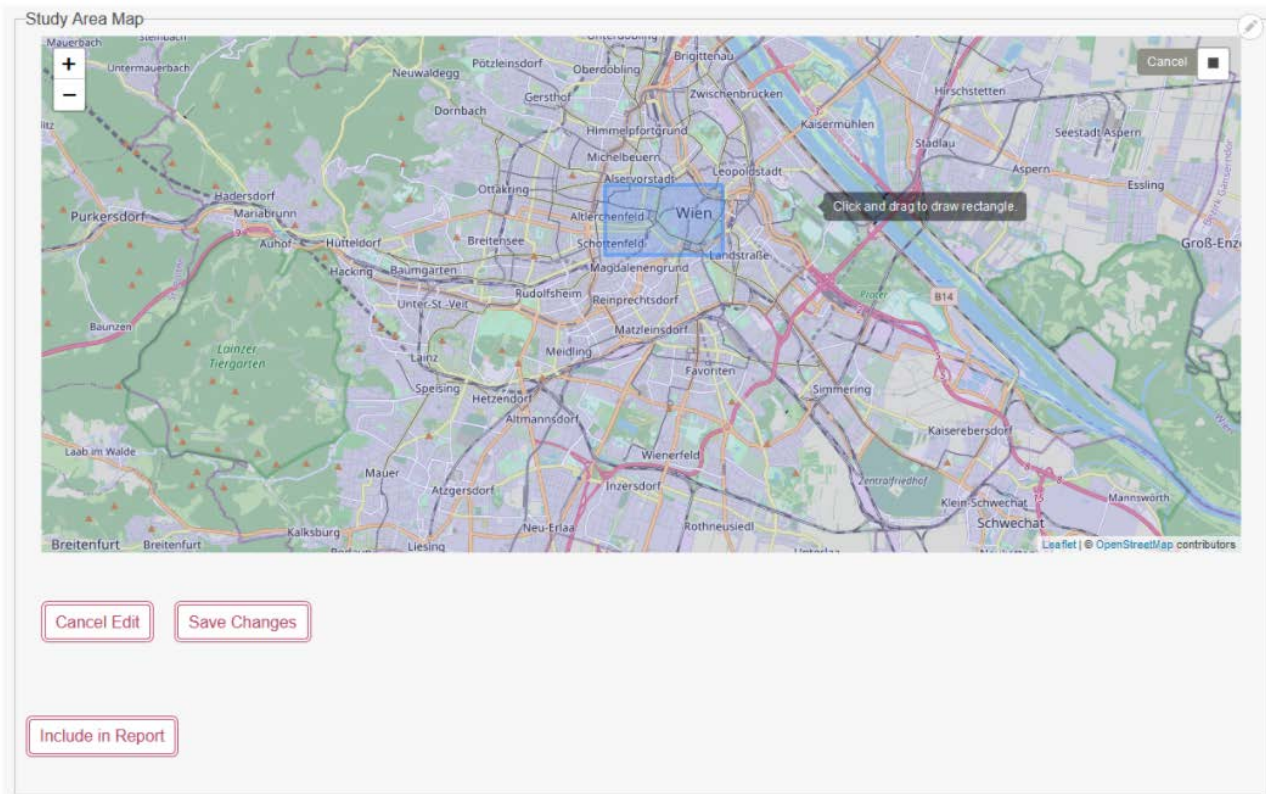 Study Area Map
Mauerbach
Steinbach
Unterdöbling
+
Untermauerbach
Neuwaldegg
Pötzleinsdorf
Oberdöbling
Brigittenau
Cancel
−
Gersthof
Zwischenbrücken
Hirschstetten
Dornbach
Himmelpfortgrund
Kaisermühlen
Seestadt Aspern
Michelbeuern
Stadlau
Alservorstadt
Leopoldstadt
Aspern
Essling
Hadersdorf
Ottakring
Purkersdorf
Mariabrunn
Altlerchenfeld
Wien
Click and drag to draw rectangle.
Auhof
Hütteldorf
Breitensee
Schottenfeld
Groß-Enz
Hacking
Baumgarten
Magdalenengrund
Landstraße
Unter-St.-Veit
Rudolfsheim
Reinprechtsdorf
Prater
B14
Baunzen
Matzleinsdorf
Lainzer
Tiergarten
Lainz
Meidling
Favoriten
Speising
Hetzendorf
Simmering
Altmannsdorf
Kaiserebersdorf
Laab im Walde
Wienerfeld
Mauer
Atzgersdorf
Inzersdorf
Zentralfriedhof
Klein-Schwechat
Mannswörth
Neu-Erlaa
Rothneusiedl
Schwechat
Kalksburg
Breitenfurt
Breitenfurt
Liesing
Unterlaa
Leaflet | © OpenStreetMap contributors
Cancel Edit
Save Changes
Include in Report